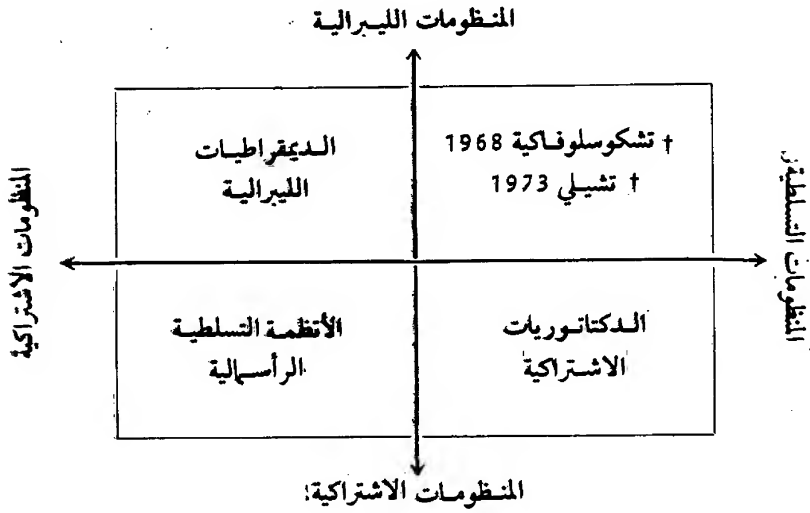 المنظومات الليبرالية
† تشكوسلوفاكية 1968
† تشيلي 1973
الديمقراطيات
الليبرالية
المنظومات التسلطية
المنظومات الاشتراكية
الدكتاتوريات
الاشتراكية
الأنظمة التسلطية
الرأسمالية
المنظومات الاشتراكية